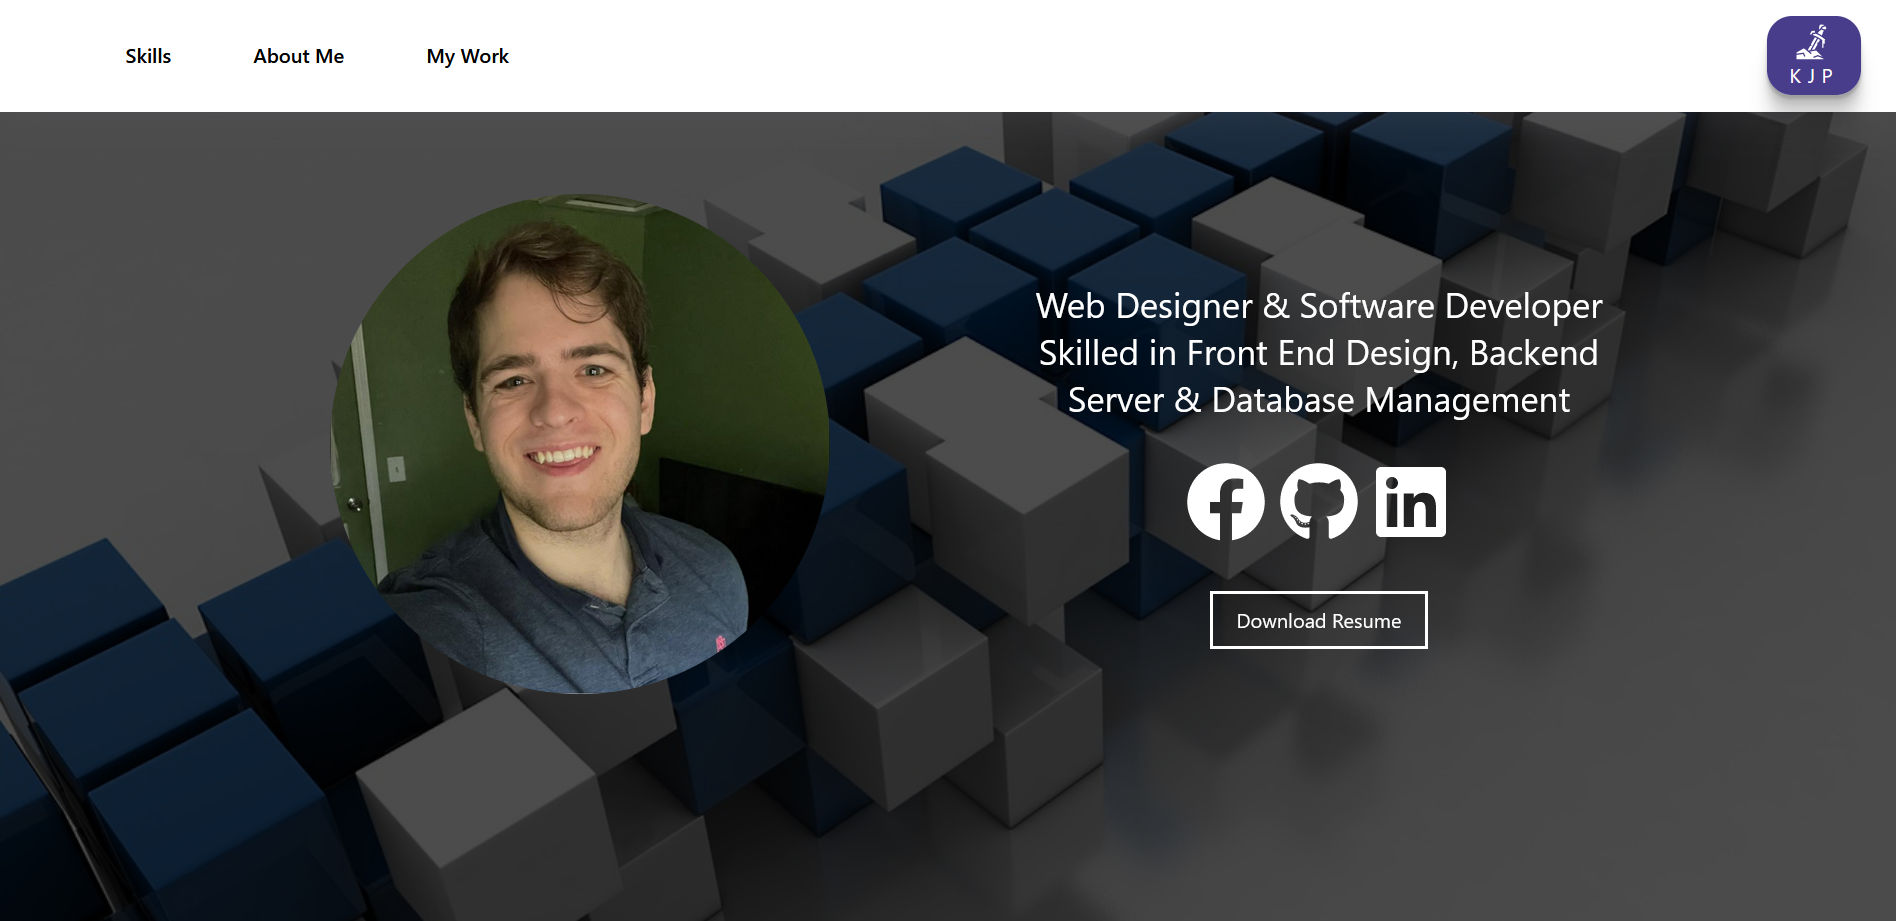 Skills
About Me
My Work
K J P
Web Designer & Software Developer
Skilled in Front End Design, Backend
Server & Database Management
in
Download Resume